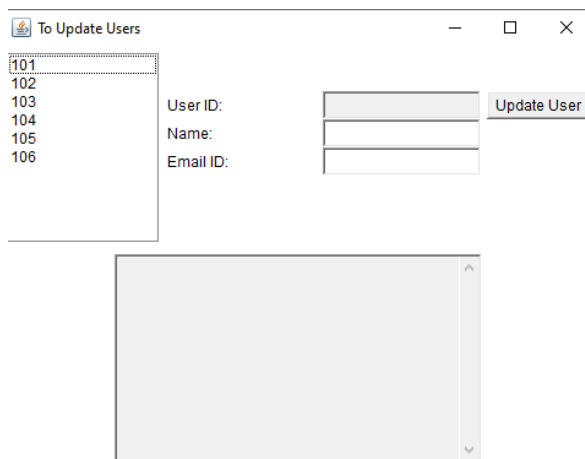 To Update Users
101
102
103
104
105
106
User ID:
Update User
Name:
Email ID: